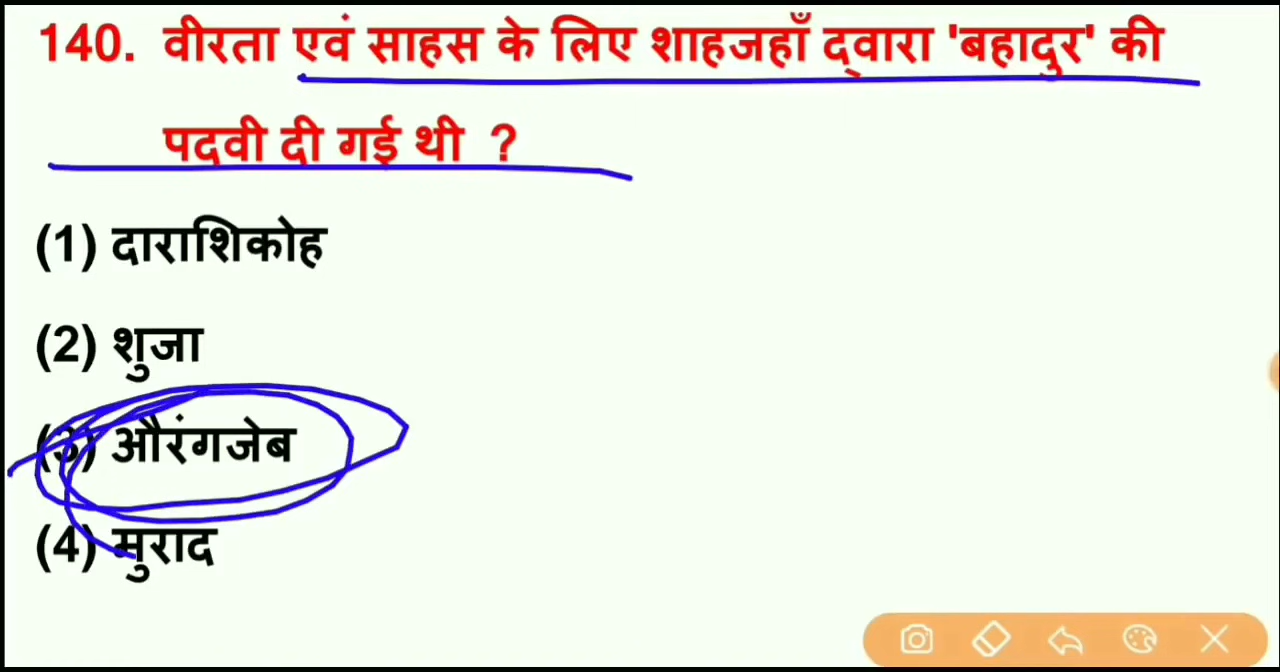 140. वीरता एवं साहस के लिए शाहजहाँ द्वारा 'बहादुर' की
पदवी दी गई थी ?
(1) दाराशिकोह
(2) शुजा
(3) औरंगजेब
(4) मुराद